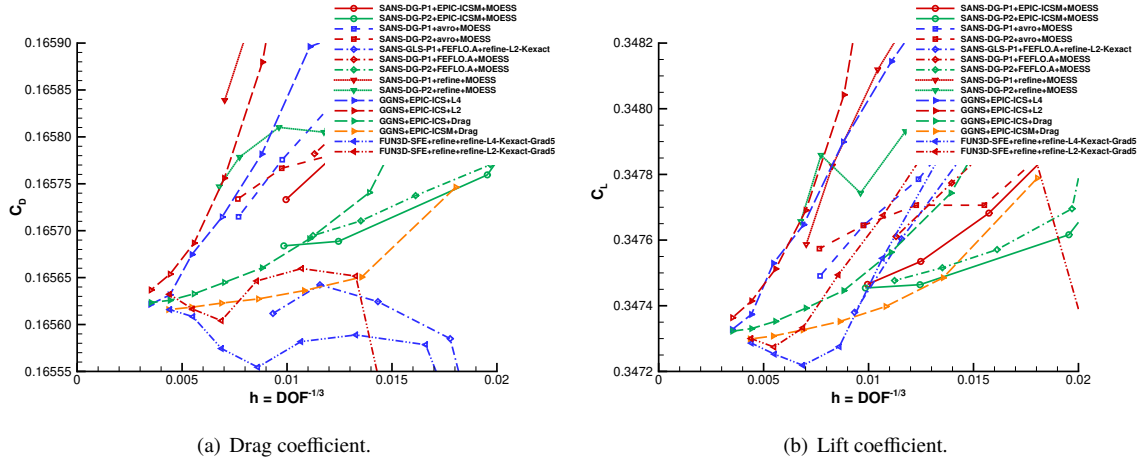 SANS-DG-P1+EPIC-ICSM+MOESS
SANS-DG-P2+EPIC-ICSM+MOESS
SANS-DG-P1+avro+MOESS
SANS-DG-P2+avro+MOESS
SANS-GLS-P1+FEFLO.A+refine-L2-Kexact
SANS-DG-P1+FEFLO.A+MOESS
SANS-DG-P2+FEFLO.A+MOESS
SANS-DG-P1+refine+MOESS
SANS-DG-P2+refine+MOESS
GGNS+EPIC-ICS+L4
GGNS+EPIC-ICS+L2
GGNS+EPIC-ICS+Drag
GGNS+EPIC-ICSM+Drag
FUN3D-SFE+refine+refine-L4-Kexact-Grad5
FUN3D-SFE+refine+refine-L2-Kexact-Grad5
0.16590
0.16585
0.16580
0.16575
0.16570
0.16565
0.16560
0.16555
C_D
0
0.005
0.01
0.015
0.02
h = DOF^-1/3
(a) Drag coefficient.
SANS-DG-P1+EPIC-ICSM+MOESS
SANS-DG-P2+EPIC-ICSM+MOESS
SANS-DG-P1+avro+MOESS
SANS-DG-P2+avro+MOESS
SANS-GLS-P1+FEFLO.A+refine-L2-Kexact
SANS-DG-P1+FEFLO.A+MOESS
SANS-DG-P2+FEFLO.A+MOESS
SANS-DG-P1+refine+MOESS
SANS-DG-P2+refine+MOESS
GGNS+EPIC-ICS+L4
GGNS+EPIC-ICS+L2
GGNS+EPIC-ICS+Drag
GGNS+EPIC-ICSM+Drag
FUN3D-SFE+refine+refine-L4-Kexact-Grad5
FUN3D-SFE+refine+refine-L2-Kexact-Grad5
0.3482
0.3480
0.3478
0.3476
0.3474
0.3472
C_L
0
0.005
0.01
0.015
0.02
h = DOF^-1/3
(b) Lift coefficient.